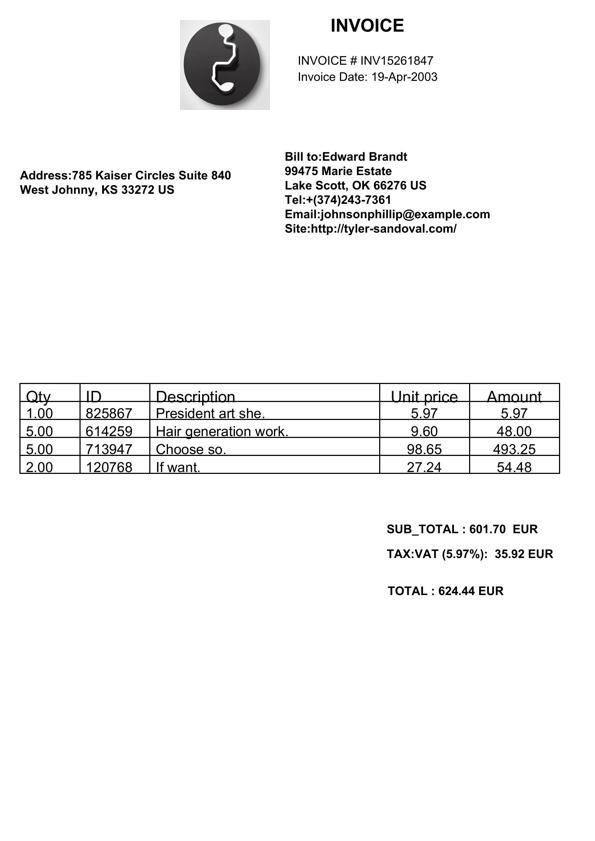 INVOICE
INVOICE # INV15261847
Invoice Date: 19-Apr-2003
Address:785 Kaiser Circles Suite 840
West Johnny, KS 33272 US
Bill to:Edward Brandt
99475 Marie Estate
Lake Scott, OK 66276 US
Tel:+(374)243-7361
Email:johnsonphillip@example.com
Site:http://tyler-sandoval.com/
Qty ID Description Unit price Amount
1.00 825867 President art she. 5.97 5.97
5.00 614259 Hair generation work. 9.60 48.00
5.00 713947 Choose so. 98.65 493.25
2.00 120768 If want. 27.24 54.48
SUB_TOTAL : 601.70 EUR
TAX:VAT (5.97%): 35.92 EUR
TOTAL : 624.44 EUR